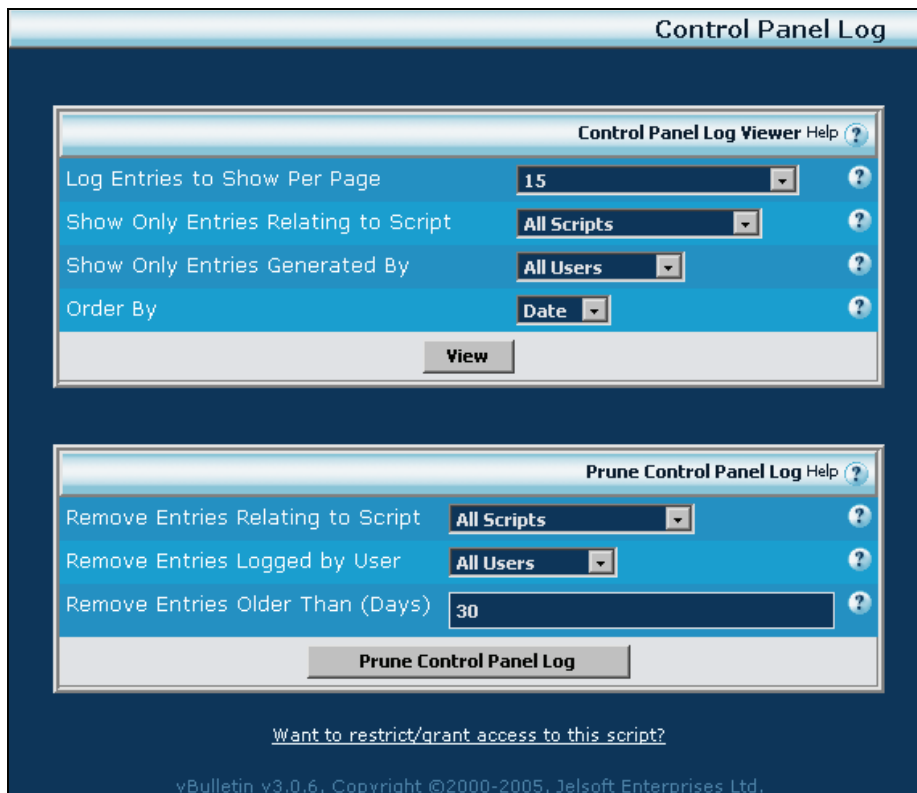 Control Panel Log
Control Panel Log Viewer Help ?
Log Entries to Show Per Page 15 ?
Show Only Entries Relating to Script All Scripts ?
Show Only Entries Generated By All Users ?
Order By Date ?
View
Prune Control Panel Log Help ?
Remove Entries Relating to Script All Scripts ?
Remove Entries Logged by User All Users ?
Remove Entries Older Than (Days) 30 ?
Prune Control Panel Log
Want to restrict/grant access to this script?
vBulletin v3.0.6, Copyright ©2000-2005, Jelsoft Enterprises Ltd.